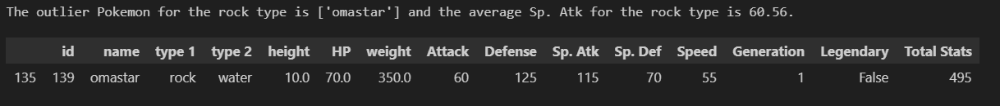 The outlier Pokemon for the rock type is ['omastar'] and the average Sp. Atk for the rock type is 60.56.
id name type 1 type 2 height HP weight Attack Defense Sp. Atk Sp. Def Speed Generation Legendary Total Stats
135 139 omastar rock water 10.0 70.0 350.0 60 125 115 70 55 1 False 495